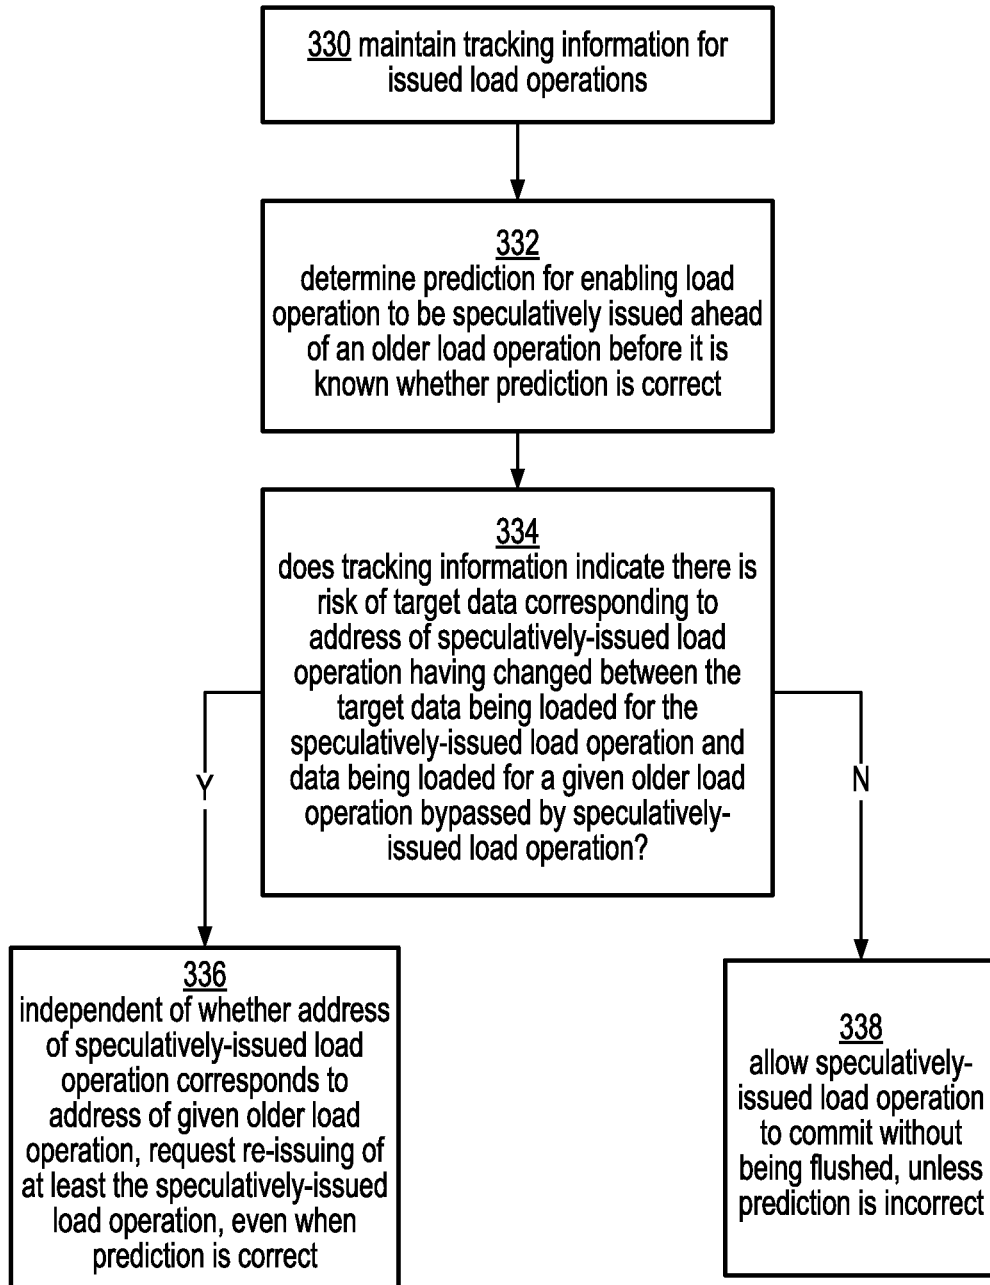 330 maintain tracking information for
issued load operations
332
determine prediction for enabling load
operation to be speculatively issued ahead
of an older load operation before it is
known whether prediction is correct
334
does tracking information indicate there is
risk of target data corresponding to
address of speculatively-issued load
operation having changed between the
target data being loaded for the
speculatively-issued load operation and
data being loaded for a given older load
operation bypassed by speculatively-
issued load operation?
Y
N
336
independent of whether address
of speculatively-issued load
operation corresponds to
address of given older load
operation, request re-issuing of
at least the speculatively-issued
load operation, even when
prediction is correct
338
allow speculatively-
issued load operation
to commit without
being flushed, unless
prediction is incorrect